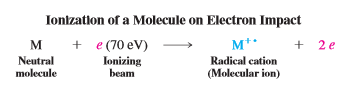 Ionization of a Molecule on Electron Impact
M + e (70 eV) ⟶ M⁺• + 2 e
Neutral Ionizing Radical cation
molecule beam (Molecular ion)